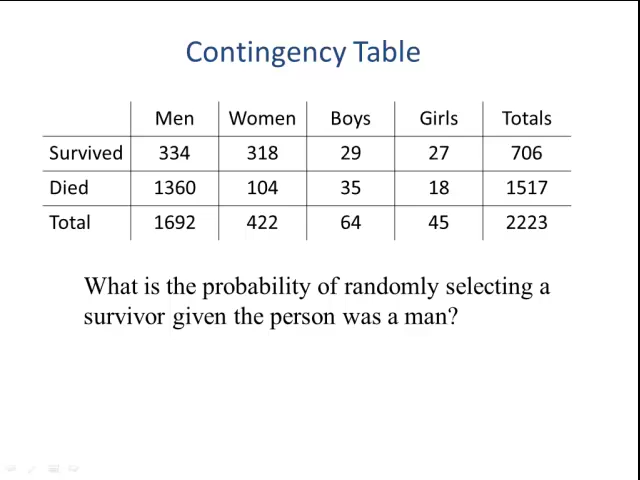 Contingency Table
Men Women Boys Girls Totals
Survived 334 318 29 27 706
Died 1360 104 35 18 1517
Total 1692 422 64 45 2223
What is the probability of randomly selecting a
survivor given the person was a man?